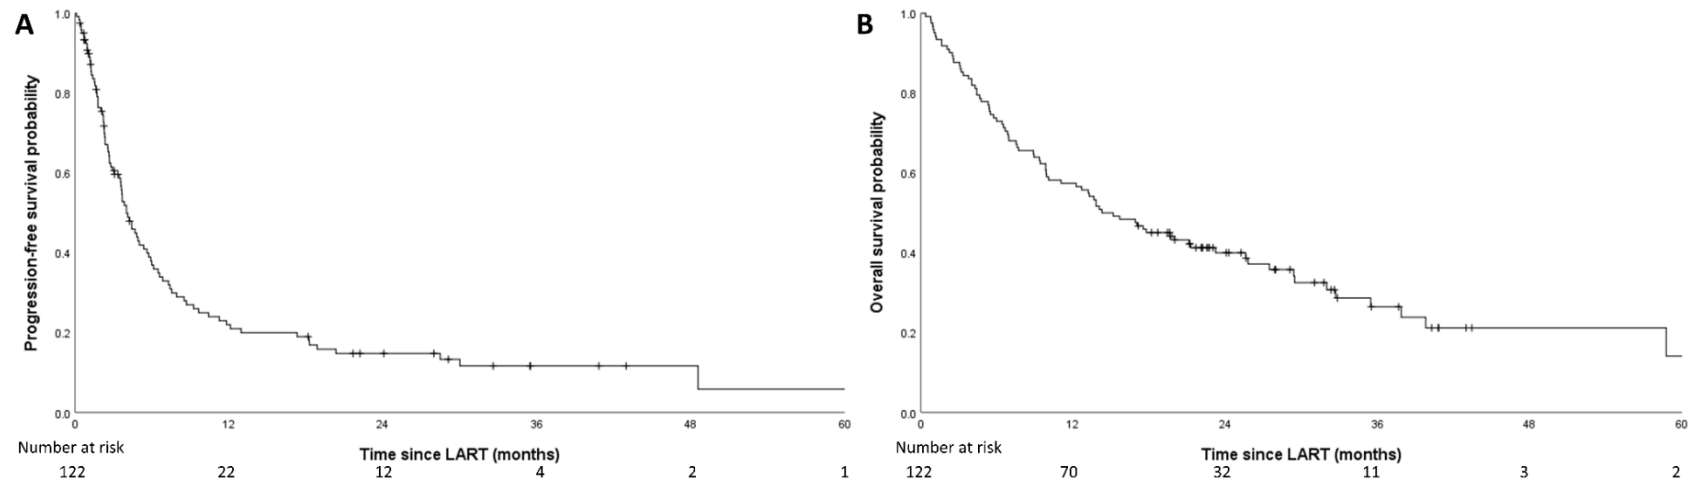 A
Progression-free survival probability
1.0
0.8
0.6
0.4
0.2
0.0
0 12 24 36 48 60
Number at risk
Time since LART (months)
122 22 12 4 2 1
B
Overall survival probability
1.0
0.8
0.6
0.4
0.2
0.0
0 12 24 36 48 60
Number at risk
Time since LART (months)
122 70 32 11 3 2